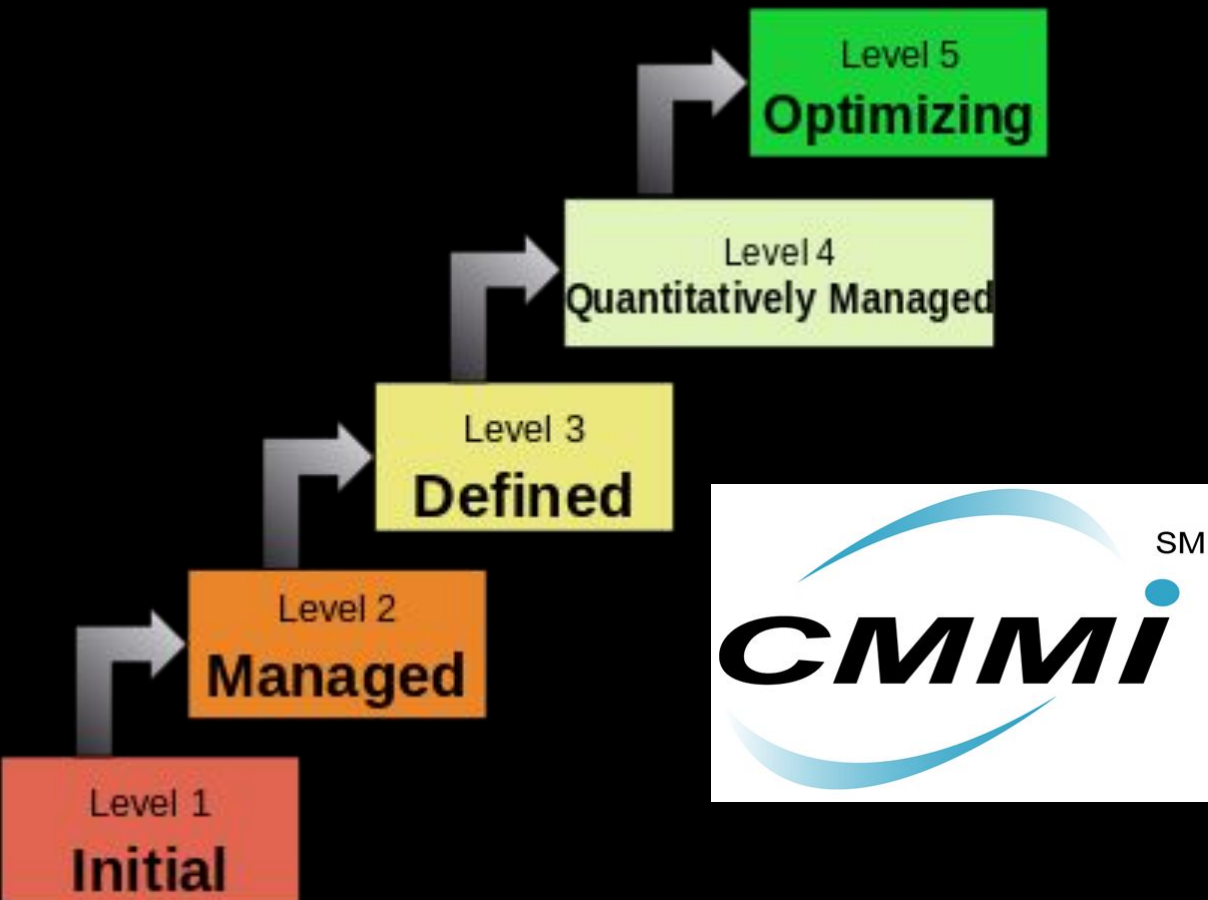 Level 5
Optimizing
Level 4
Quantitatively Managed
Level 3
Defined
SM
CMMi
Level 2
Managed
Level 1
Initial